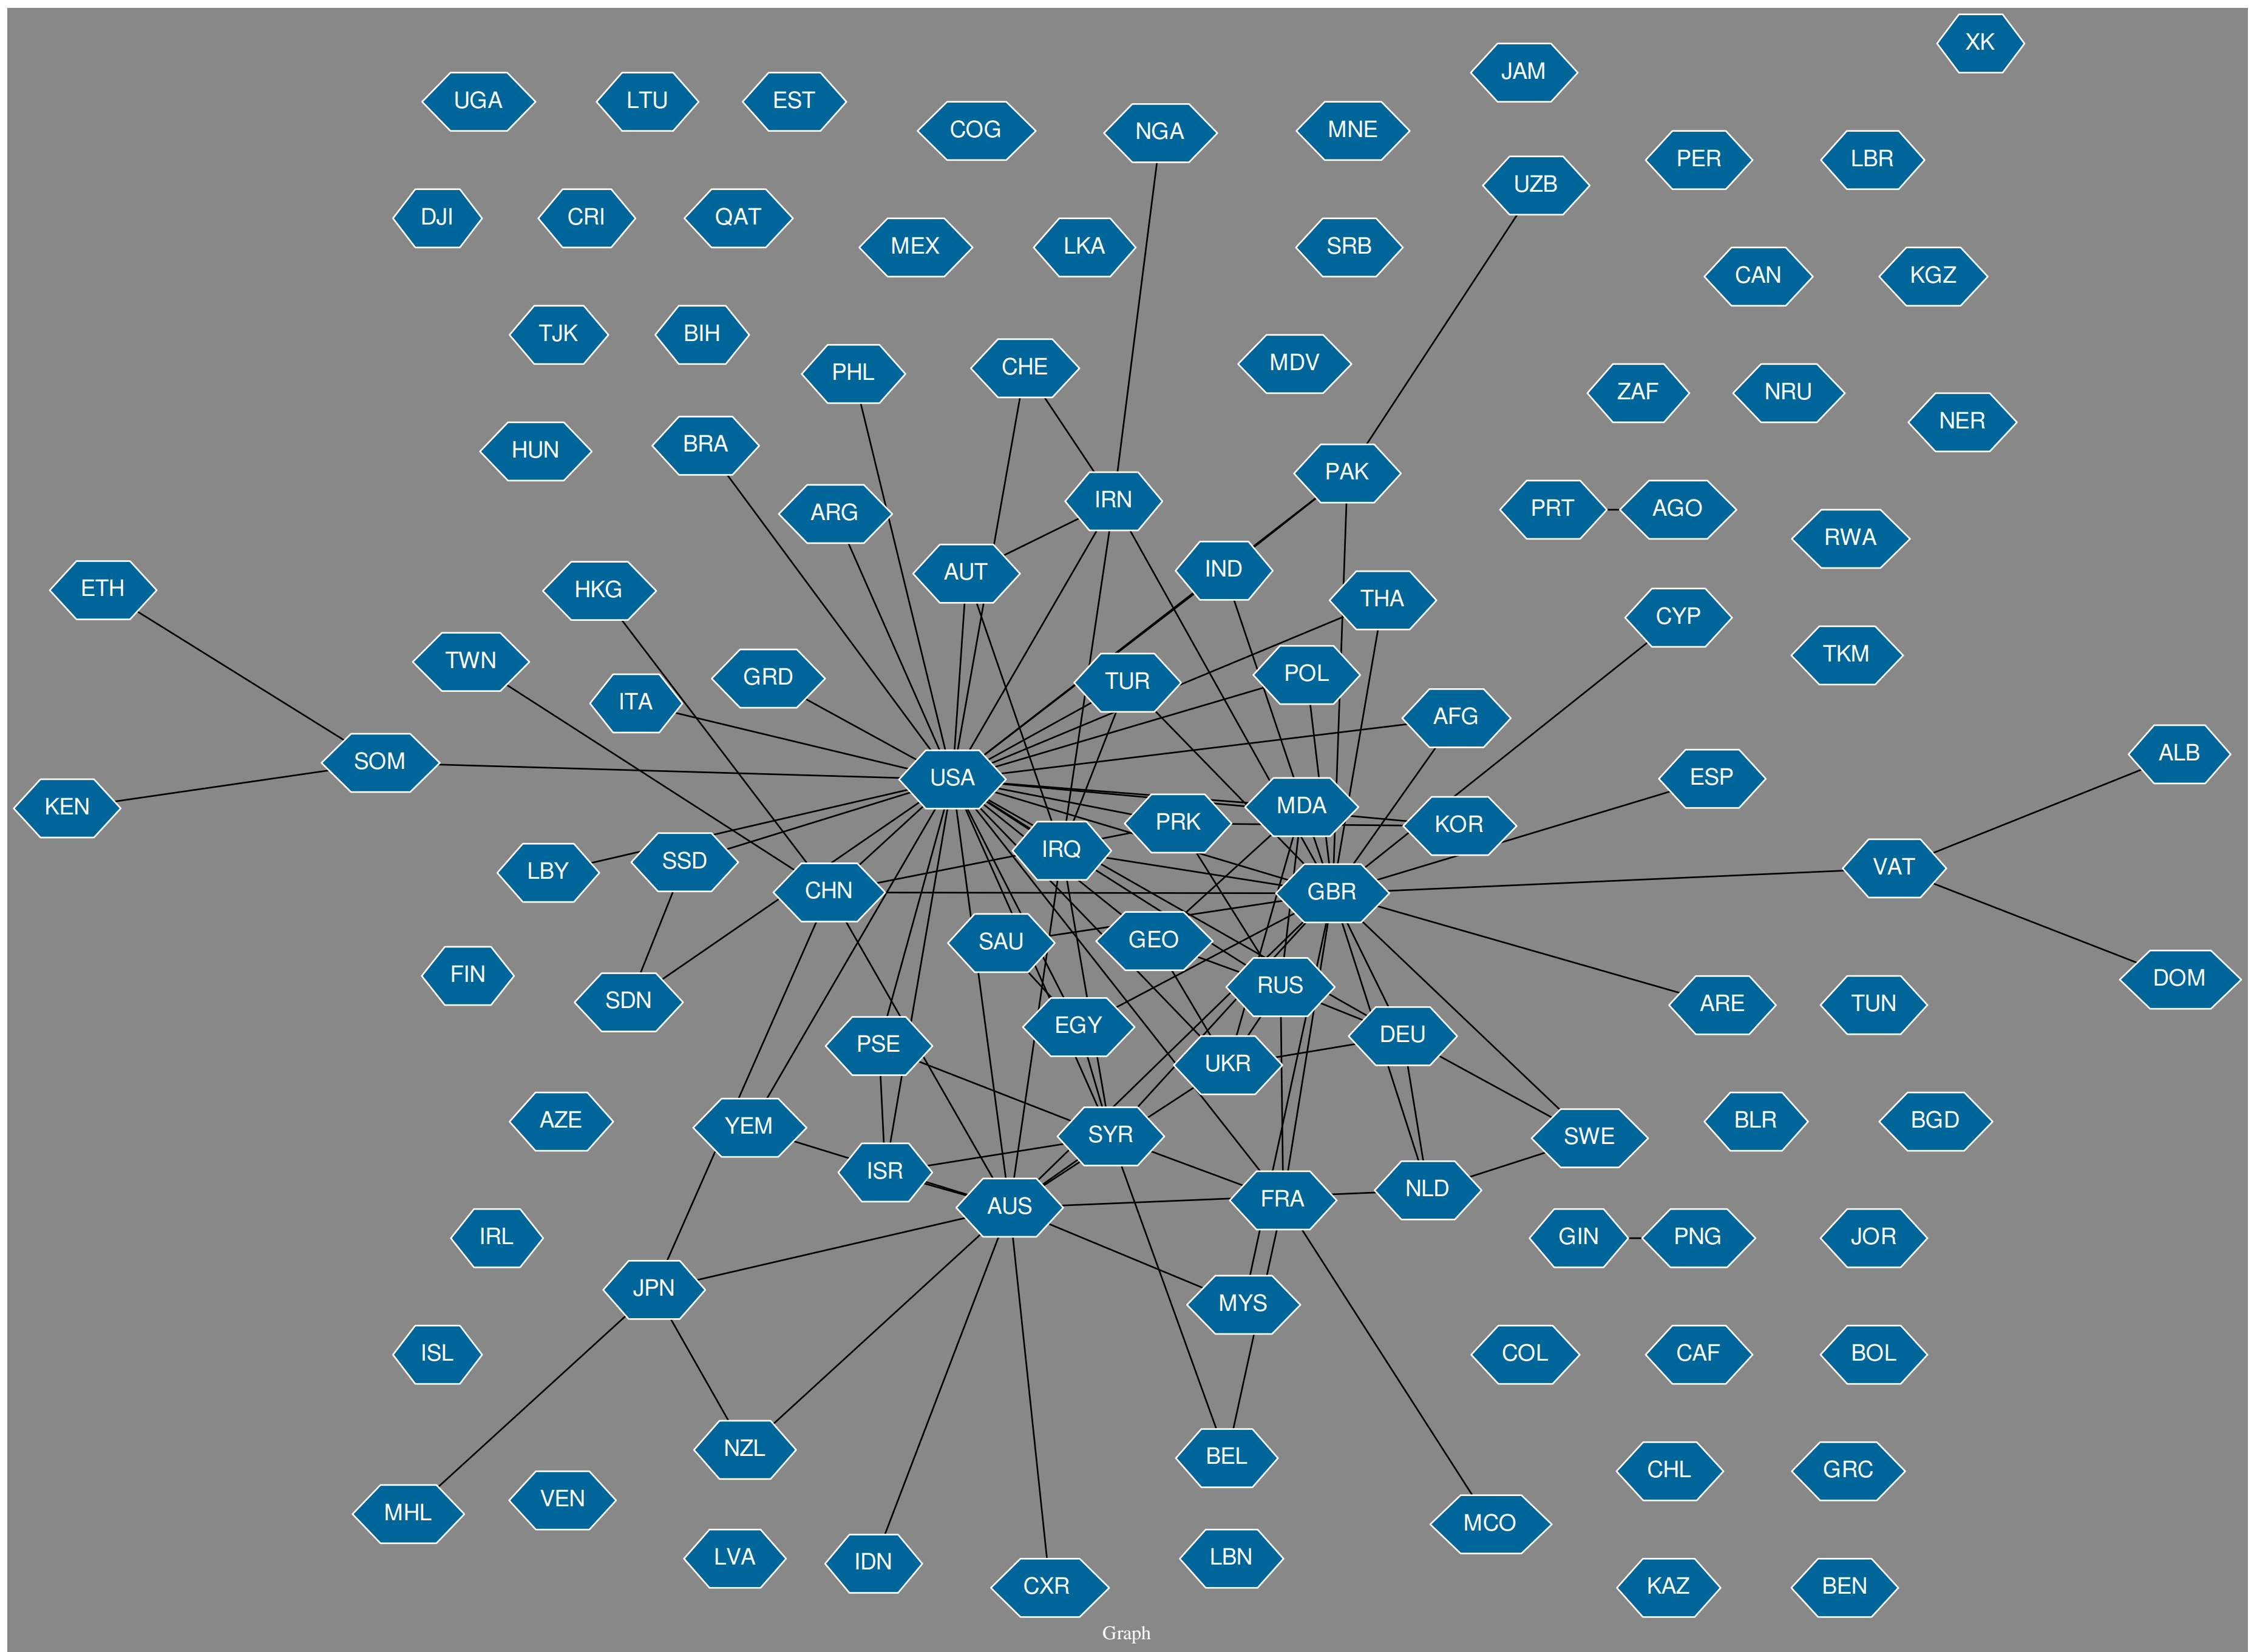 XK
JAM
UGA
LTU
EST
COG
NGA
MNE
PER
LBR
UZB
DJI
CRI
QAT
MEX
LKA
SRB
CAN
KGZ
TJK
BIH
PHL
CHE
MDV
ZAF
NRU
NER
HUN
BRA
ARG
IRN
PAK
PRT
AGO
RWA
ETH
HKG
AUT
IND
THA
CYP
TWN
ITA
GRD
TUR
POL
TKM
AFG
SOM
USA
ESP
ALB
KEN
MDA
PRK
KOR
LBY
SSD
IRQ
CHN
GBR
VAT
FIN
SDN
SAU
GEO
RUS
ARE
TUN
DOM
PSE
EGY
UKR
DEU
AZE
YEM
SYR
SWE
BLR
BGD
ISR
AUS
FRA
NLD
IRL
GIN
PNG
JOR
JPN
MYS
ISL
COL
CAF
BOL
NZL
BEL
CHL
GRC
MHL
VEN
MCO
LVA
IDN
CXR
LBN
KAZ
BEN
Graph